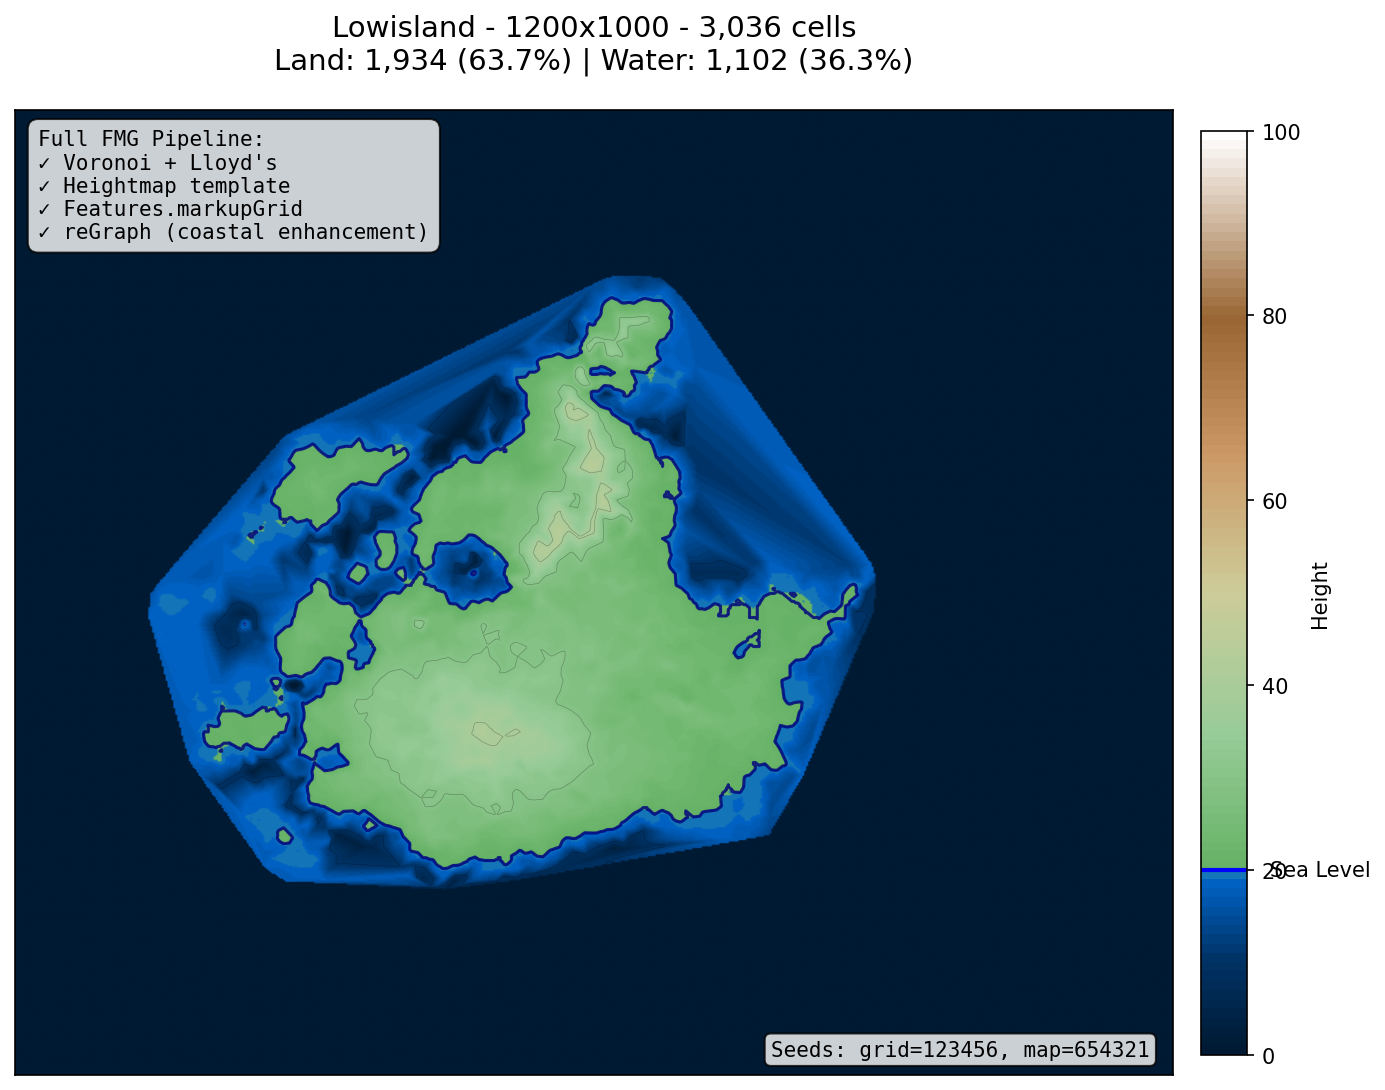 Lowisland - 1200x1000 - 3,036 cells
Land: 1,934 (63.7%) | Water: 1,102 (36.3%)
Full FMG Pipeline:
✓ Voronoi + Lloyd's
✓ Heightmap template
✓ Features.markupGrid
✓ reGraph (coastal enhancement)
100
80
60
40
20
0
Sea Level
Height
Seeds: grid=123456, map=654321